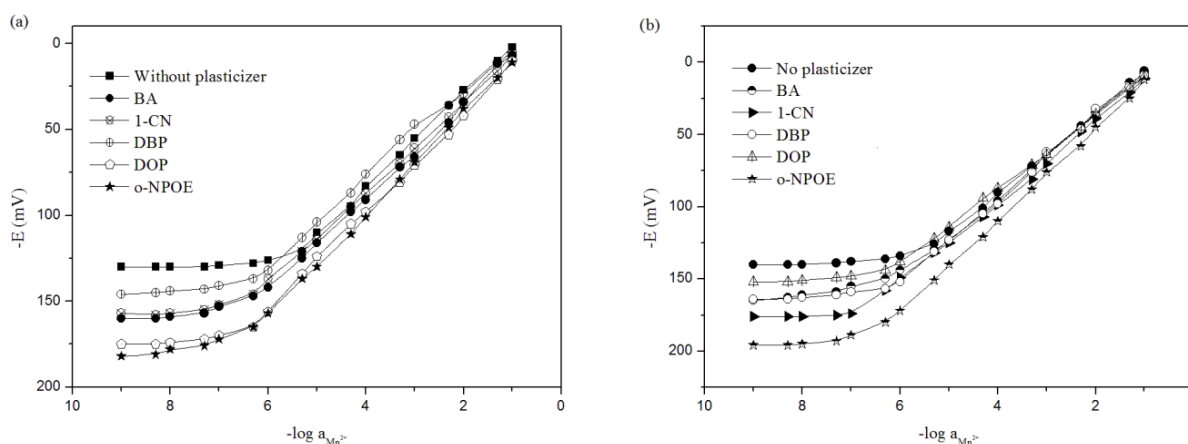 (a)
0
50
100
150
200
-E (mV)
Without plasticizer
BA
1-CN
DBP
DOP
o-NPOE
10 8 6 4 2 0
-log a Mn²⁺
(b)
0
50
100
150
200
-E (mV)
No plasticizer
BA
1-CN
DBP
DOP
o-NPOE
10 8 6 4 2
-log a Mn²⁺